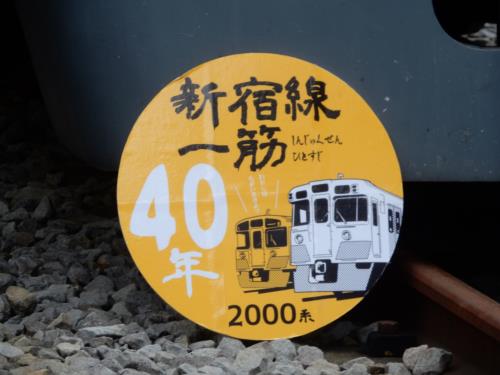 新宿線
一筋
しんじゅくせん
ひとすじ
40
年
2000系